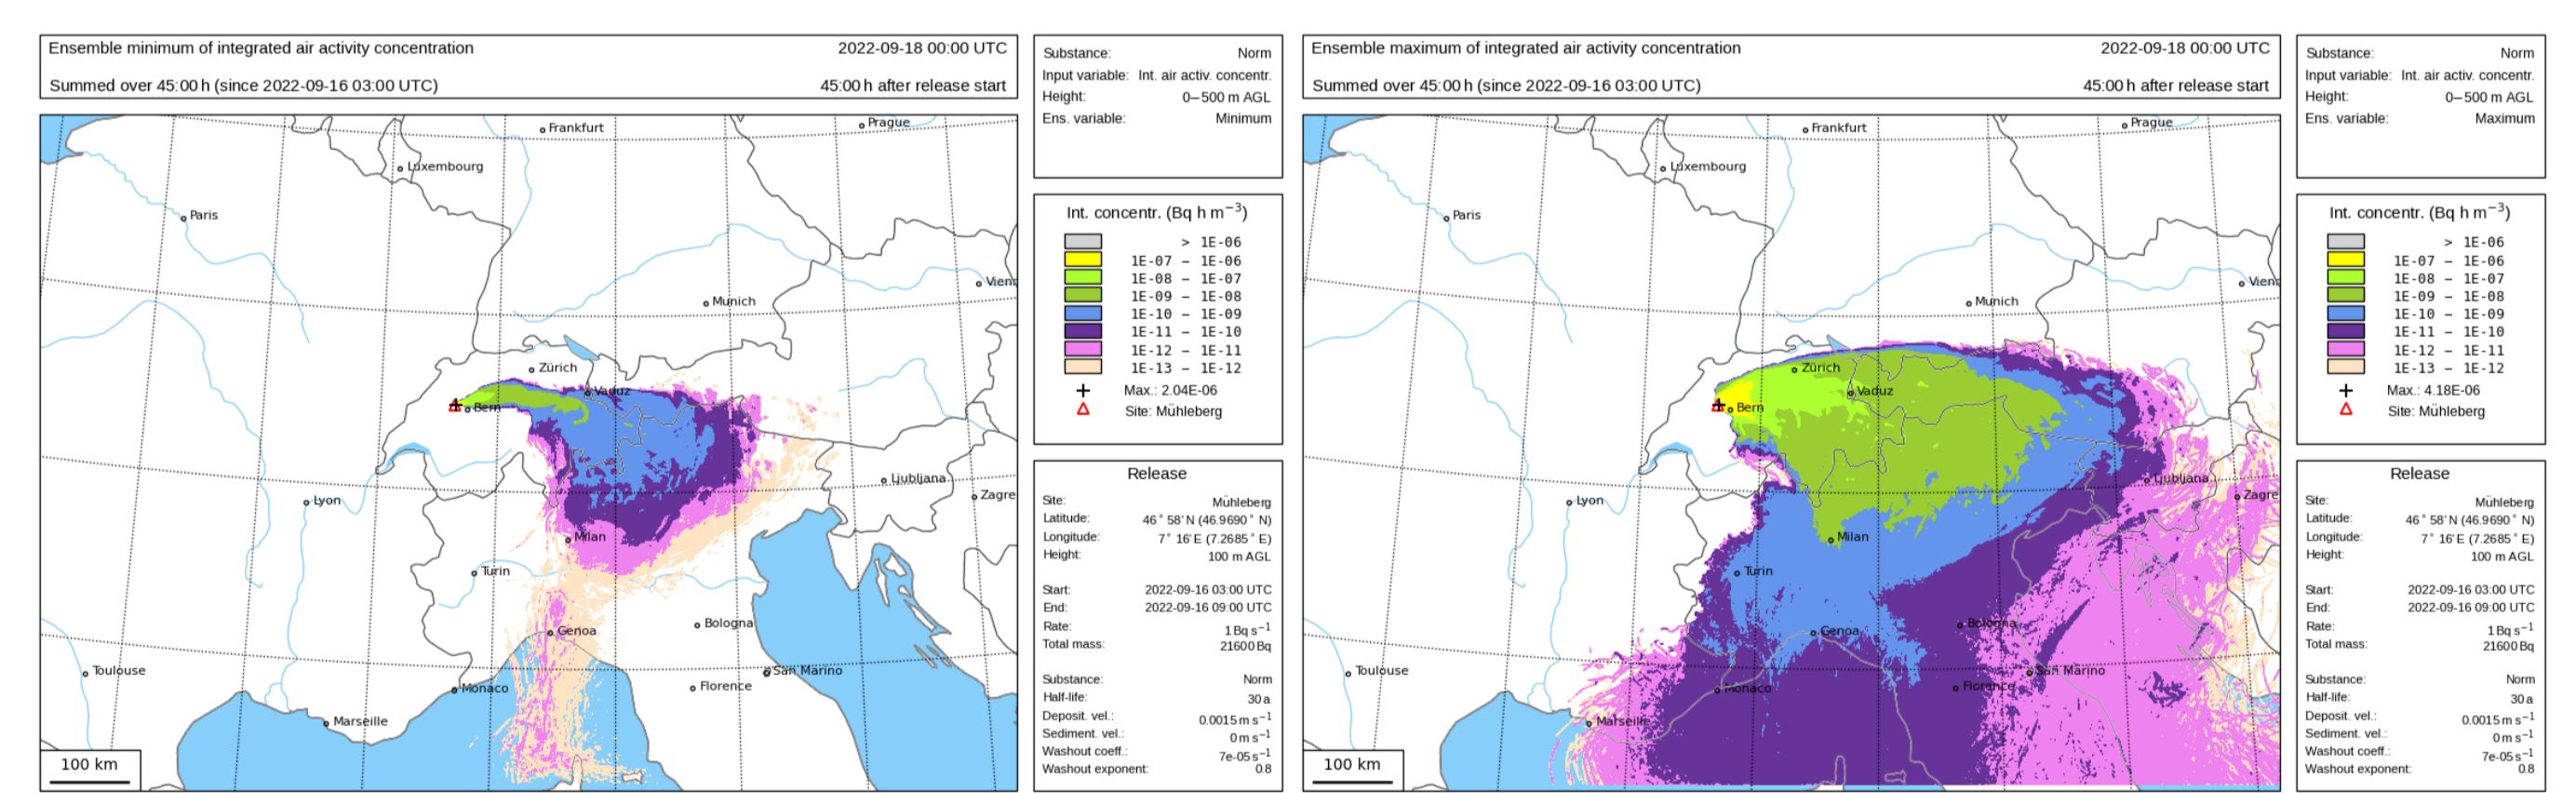 Ensemble minimum of integrated air activity concentration 2022-09-18 00:00 UTC
Summed over 45:00 h (since 2022-09-16 03:00 UTC) 45:00 h after release start
Frankfurt
Prague
Luxembourg
Paris
Vienn
Munich
Zürich
Vaduz
Bern
Ljubljana
Zagre
Lyon
Milan
Turin
Genoa
Bologna
Toulouse
San Marino
Monaco
Florence
Marseille
100 km
Substance: Norm
Input variable: Int. air activ. concentr.
Height: 0–500 m AGL
Ens. variable: Minimum
Int. concentr. (Bq h m⁻³)
> 1E-06
1E-07 – 1E-06
1E-08 – 1E-07
1E-09 – 1E-08
1E-10 – 1E-09
1E-11 – 1E-10
1E-12 – 1E-11
1E-13 – 1E-12
Max.: 2.04E-06
Site: Mühleberg
Release
Site: Mühleberg
Latitude: 46° 58'N (46.9690° N)
Longitude: 7° 16'E (7.2685° E)
Height: 100 m AGL
Start: 2022-09-16 03:00 UTC
End: 2022-09-16 09:00 UTC
Rate: 1 Bq s⁻¹
Total mass: 21600 Bq
Substance: Norm
Half-life: 30 a
Deposit. vel.: 0.0015 m s⁻¹
Sediment. vel.: 0 m s⁻¹
Washout coeff.: 7e-05 s⁻¹
Washout exponent: 0.8
Ensemble maximum of integrated air activity concentration 2022-09-18 00:00 UTC
Summed over 45:00 h (since 2022-09-16 03:00 UTC) 45:00 h after release start
Frankfurt
Prague
Luxembourg
Paris
Vienn
Munich
Zürich
Vaduz
Bern
Ljubljana
Zagre
Lyon
Milan
Turin
Genoa
Bologna
Toulouse
San Marino
Monaco
Florence
Marseille
100 km
Substance: Norm
Input variable: Int. air activ. concentr.
Height: 0–500 m AGL
Ens. variable: Maximum
Int. concentr. (Bq h m⁻³)
> 1E-06
1E-07 – 1E-06
1E-08 – 1E-07
1E-09 – 1E-08
1E-10 – 1E-09
1E-11 – 1E-10
1E-12 – 1E-11
1E-13 – 1E-12
Max.: 4.18E-06
Site: Mühleberg
Release
Site: Mühleberg
Latitude: 46° 58'N (46.9690° N)
Longitude: 7° 16'E (7.2685° E)
Height: 100 m AGL
Start: 2022-09-16 03:00 UTC
End: 2022-09-16 09:00 UTC
Rate: 1 Bq s⁻¹
Total mass: 21600 Bq
Substance: Norm
Half-life: 30 a
Deposit. vel.: 0.0015 m s⁻¹
Sediment. vel.: 0 m s⁻¹
Washout coeff.: 7e-05 s⁻¹
Washout exponent: 0.8